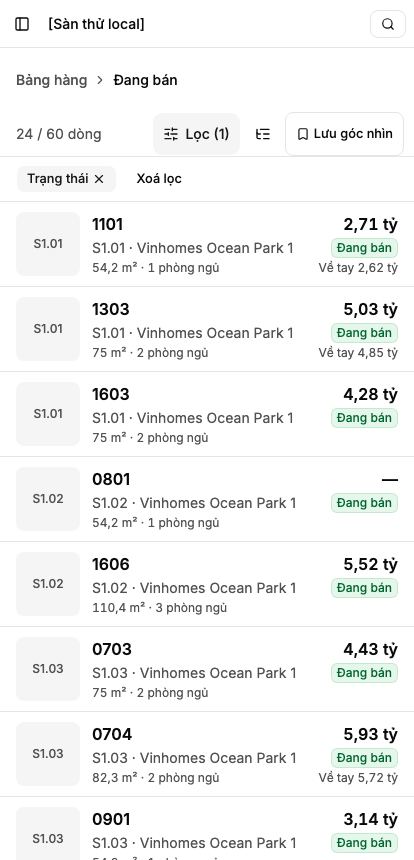 [Sàn thử local]
Bảng hàng > Đang bán
24 / 60 dòng
Lọc (1)
Lưu góc nhìn
Trạng thái ×
Xoá lọc
S1.01
1101
2,71 tỷ
S1.01 · Vinhomes Ocean Park 1
Đang bán
54,2 m² · 1 phòng ngủ
Về tay 2,62 tỷ
S1.01
1303
5,03 tỷ
S1.01 · Vinhomes Ocean Park 1
Đang bán
75 m² · 2 phòng ngủ
Về tay 4,85 tỷ
S1.01
1603
4,28 tỷ
S1.01 · Vinhomes Ocean Park 1
Đang bán
75 m² · 2 phòng ngủ
S1.02
0801
—
S1.02 · Vinhomes Ocean Park 1
Đang bán
54,2 m² · 1 phòng ngủ
S1.02
1606
5,52 tỷ
S1.02 · Vinhomes Ocean Park 1
Đang bán
110,4 m² · 3 phòng ngủ
S1.03
0703
4,43 tỷ
S1.03 · Vinhomes Ocean Park 1
Đang bán
75 m² · 2 phòng ngủ
S1.03
0704
5,93 tỷ
S1.03 · Vinhomes Ocean Park 1
Đang bán
82,3 m² · 2 phòng ngủ
Về tay 5,72 tỷ
S1.03
0901
3,14 tỷ
S1.03 · Vinhomes Ocean Park 1
Đang bán